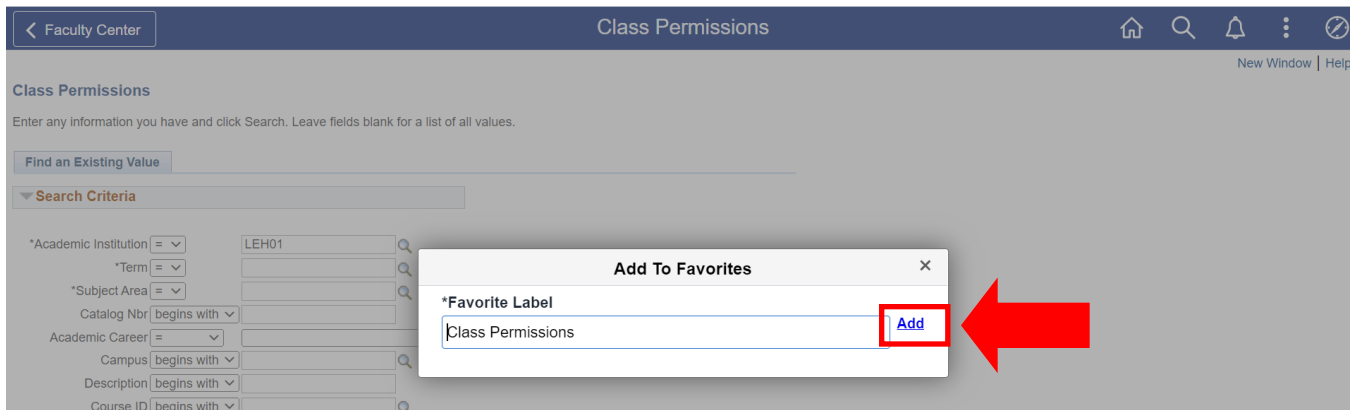 Faculty Center
Class Permissions
New Window | Help
Class Permissions
Enter any information you have and click Search. Leave fields blank for a list of all values.
Find an Existing Value
Search Criteria
*Academic Institution = LEH01
*Term =
*Subject Area =
Catalog Nbr begins with
Academic Career =
Campus begins with
Description begins with
Course ID begins with
Add To Favorites
*Favorite Label
Class Permissions Add